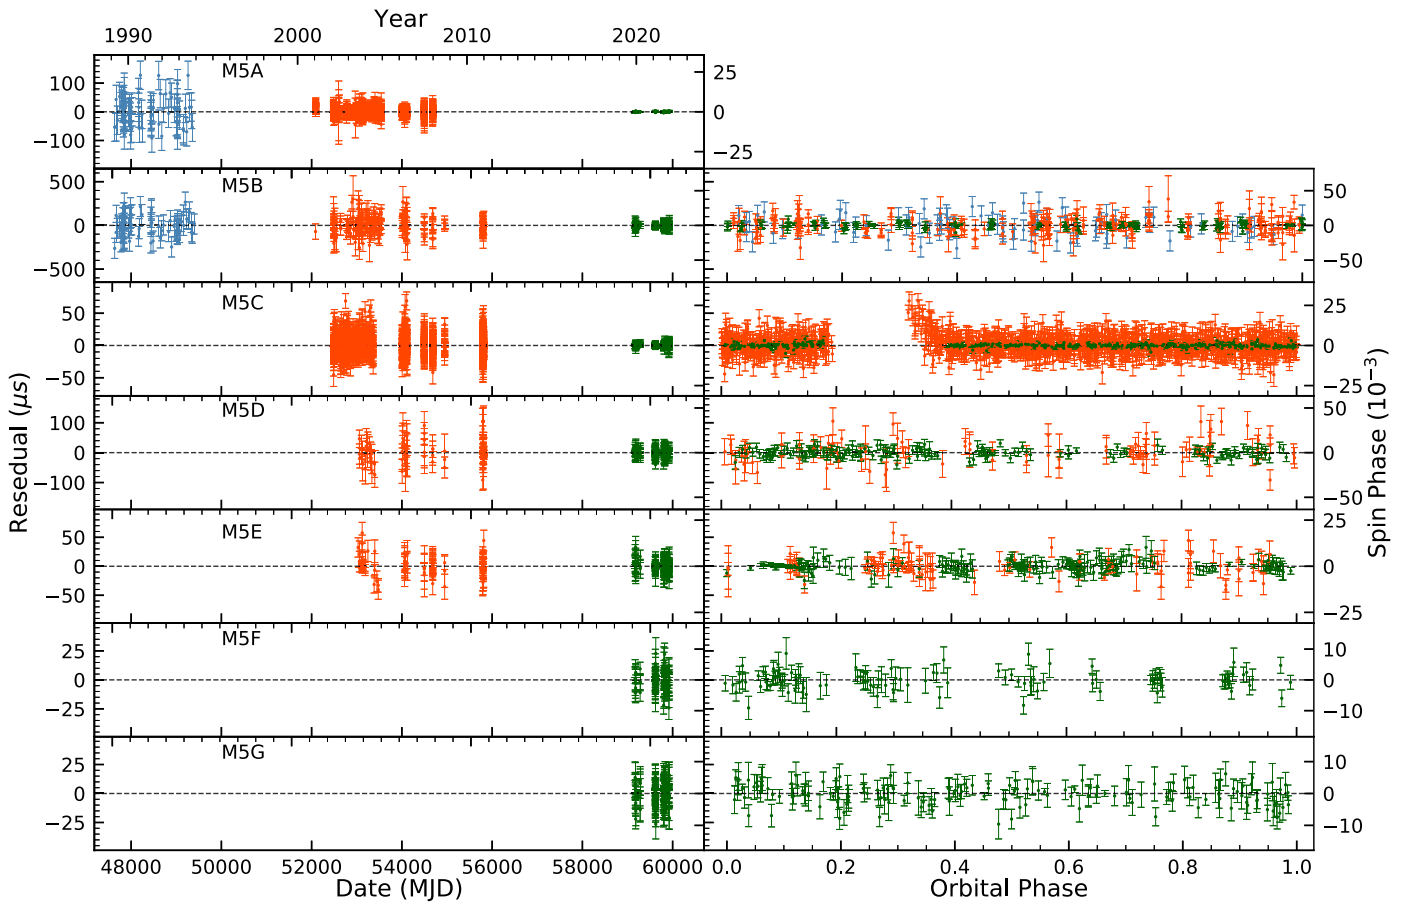 Year
1990 2000 2010 2020
M5A
100
0
−100
25
0
−25
M5B
500
0
−500
50
0
−50
M5C
50
0
−50
25
0
−25
M5D
100
0
−100
50
0
−50
M5E
50
0
−50
25
0
−25
M5F
25
0
−25
10
0
−10
M5G
25
0
−25
10
0
−10
Resedual (μs)
Spin Phase (10⁻³)
48000 50000 52000 54000 56000 58000 60000
0.0 0.2 0.4 0.6 0.8 1.0
Date (MJD)
Orbital Phase